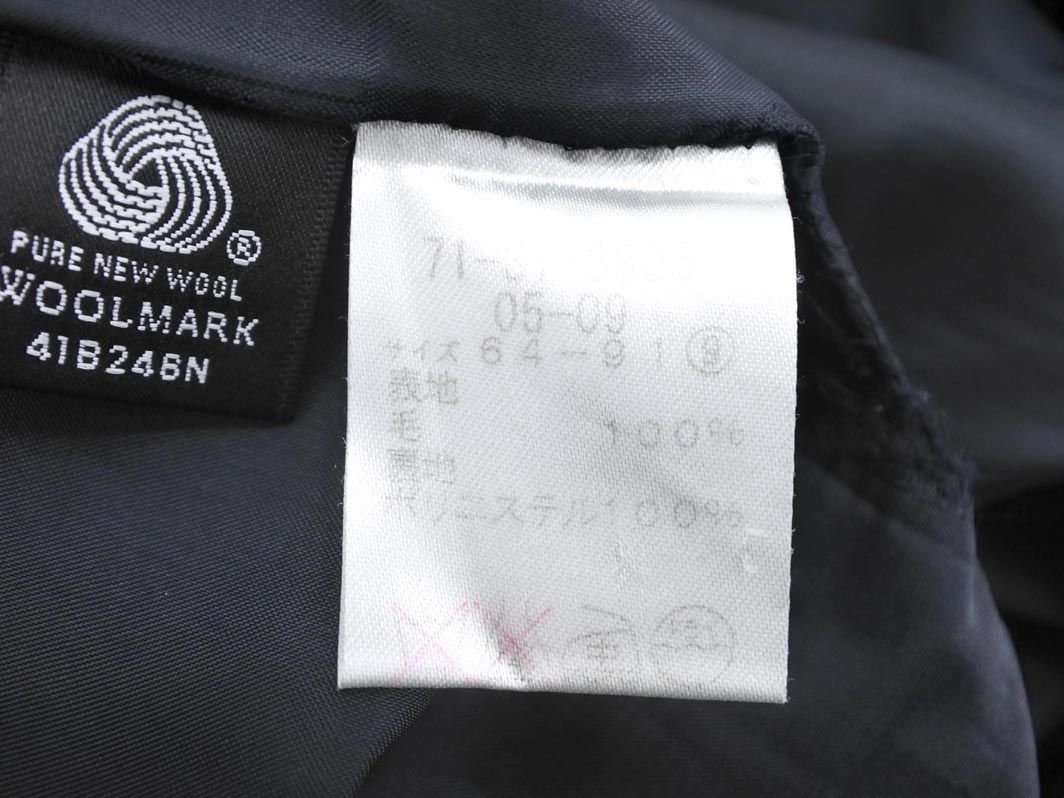 PURE NEW WOOL
WOOLMARK
41B246N
05-09
サイズ 64-91 ⑨
表地
毛 100%
裏地
ポリエステル 100%